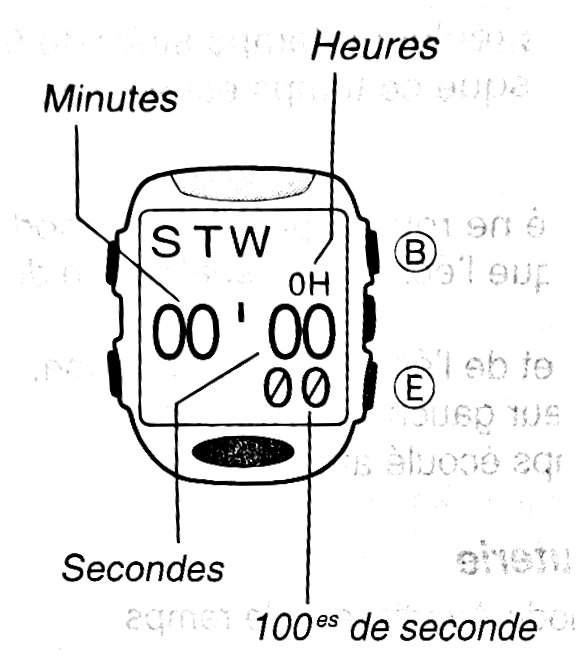 Heures
Minutes
STW
B
0H
00 ' 00
00
E
Secondes
100es de seconde